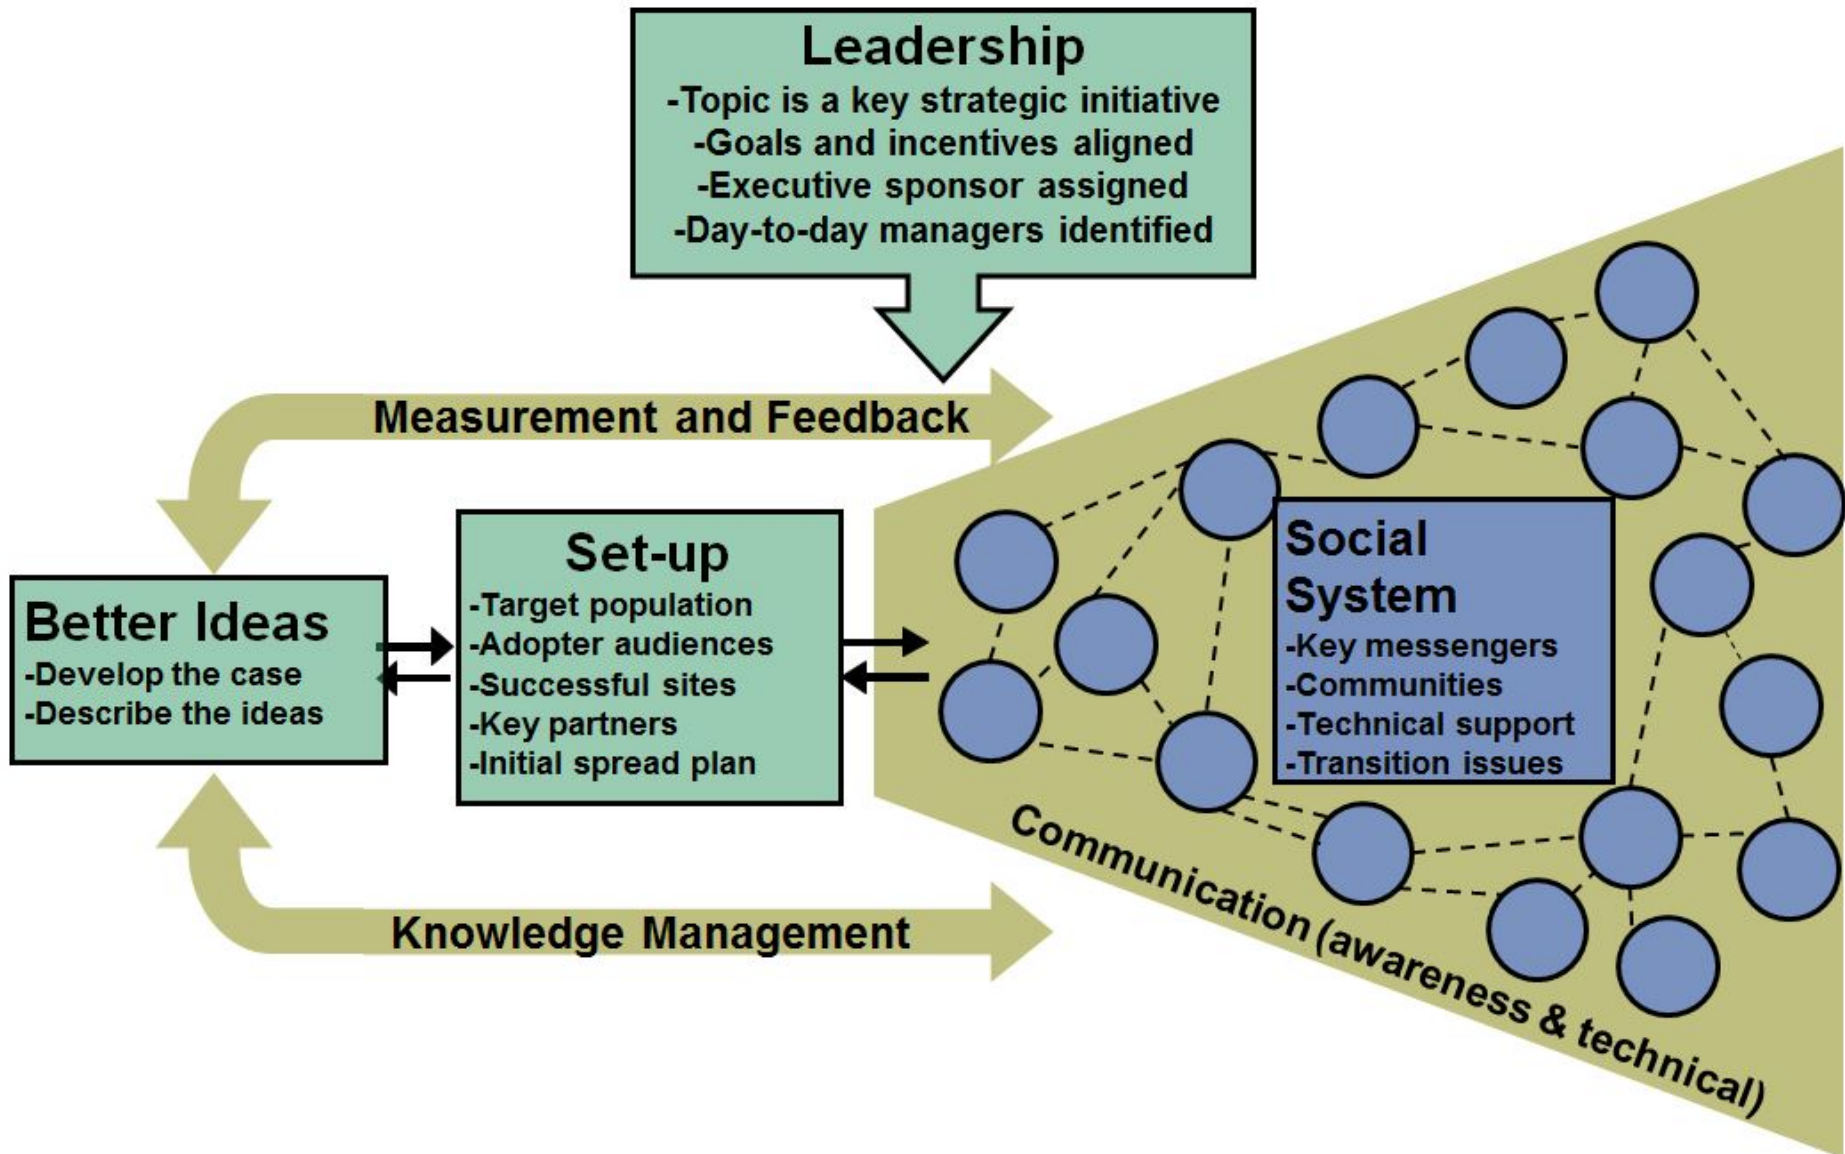 Leadership
-Topic is a key strategic initiative
-Goals and incentives aligned
-Executive sponsor assigned
-Day-to-day managers identified
Measurement and Feedback
Better Ideas
-Develop the case
-Describe the ideas
Set-up
-Target population
-Adopter audiences
-Successful sites
-Key partners
-Initial spread plan
Social
System
-Key messengers
-Communities
-Technical support
-Transition issues
Knowledge Management
Communication (awareness & technical)